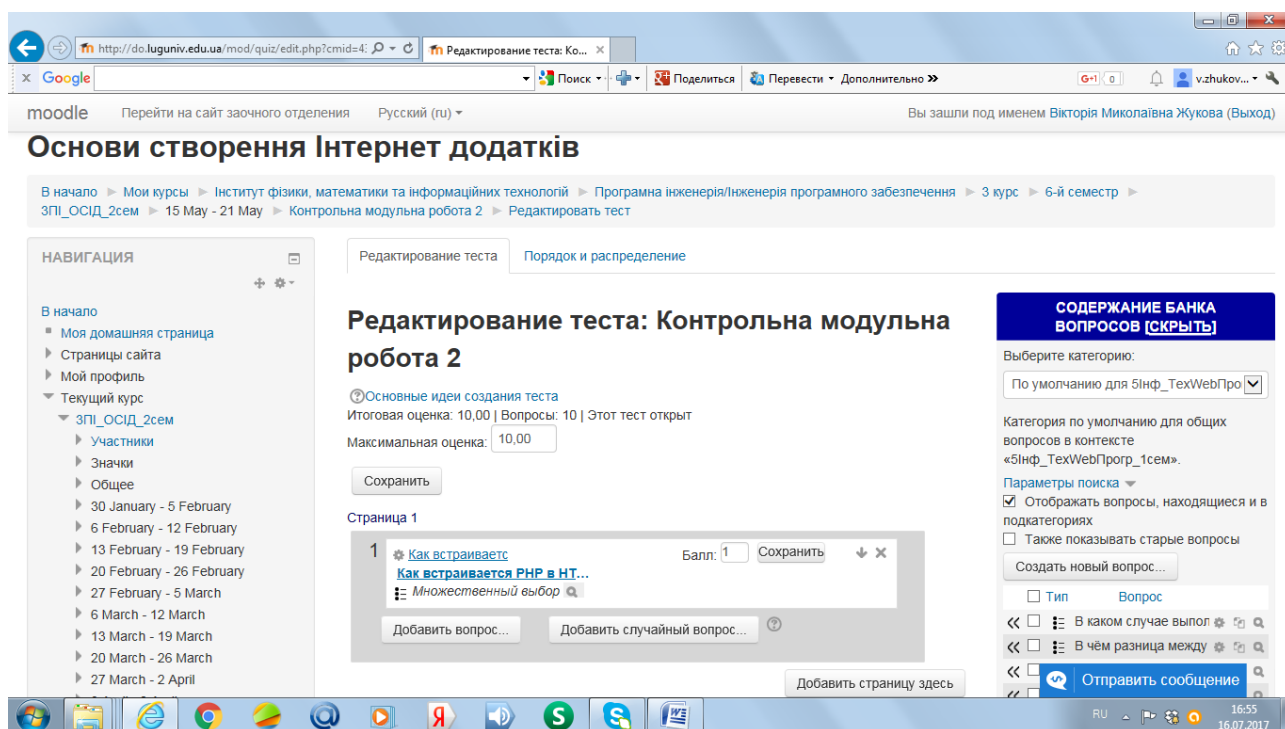 http://do.luguniv.edu.ua/mod/quiz/edit.php?cmid=4:
Редактирование теста: Ко...
Google
Поиск
Поделиться
Перевести
Дополнительно »
G+1 0
v.zhukov...
moodle
Перейти на сайт заочного отделения
Русский (ru)
Вы зашли под именем Вікторія Миколаївна Жукова (Выход)
Основи створення Інтернет додатків
В начало ► Мои курсы ► Інститут фізики, математики та інформаційних технологій ► Програмна інженерія/Інженерія програмного забезпечення ► 3 курс ► 6-й семестр ►
3ПІ_ОСІД_2сем ► 15 May - 21 May ► Контрольна модульна робота 2 ► Редактировать тест
НАВИГАЦИЯ
В начало
Моя домашняя страница
Страницы сайта
Мой профиль
Текущий курс
3ПІ_ОСІД_2сем
Участники
Значки
Общее
30 January - 5 February
6 February - 12 February
13 February - 19 February
20 February - 26 February
27 February - 5 March
6 March - 12 March
13 March - 19 March
20 March - 26 March
27 March - 2 April
Редактирование теста
Порядок и распределение
Редактирование теста: Контрольна модульна
робота 2
Основные идеи создания теста
Итоговая оценка: 10,00 | Вопросы: 10 | Этот тест открыт
Максимальная оценка: 10,00
Сохранить
Страница 1
1
Как встраиваетс
Балл: 1
Сохранить
Как встраивается PHP в HT...
Множественный выбор
Добавить вопрос...
Добавить случайный вопрос...
Добавить страницу здесь
СОДЕРЖАНИЕ БАНКА
ВОПРОСОВ [СКРЫТЬ]
Выберите категорию:
По умолчанию для 5Інф_ТехWebПро
Категория по умолчанию для общих
вопросов в контексте
«5Інф_ТехWebПрогр_1сем».
Параметры поиска
Отображать вопросы, находящиеся и в
подкатегориях
Также показывать старые вопросы
Создать новый вопрос...
Тип
Вопрос
В каком случае выпол
В чём разница между
Отправить сообщение
RU
16:55
16.07.2017